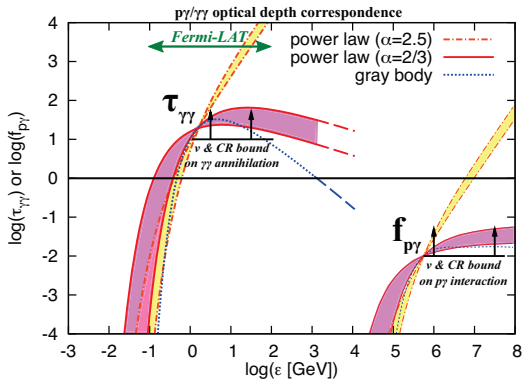 pγ/γγ optical depth correspondence
Fermi-LAT
power law (α=2.5)
power law (α=2/3)
gray body
τγγ
ν & CR bound
on γγ annihilation
fpγ
ν & CR bound
on pγ interaction
log(τγγ) or log(fpγ)
4
3
2
1
0
-1
-2
-3
-4
-3
-2
-1
0
1
2
3
4
5
6
7
8
log(ε [GeV])